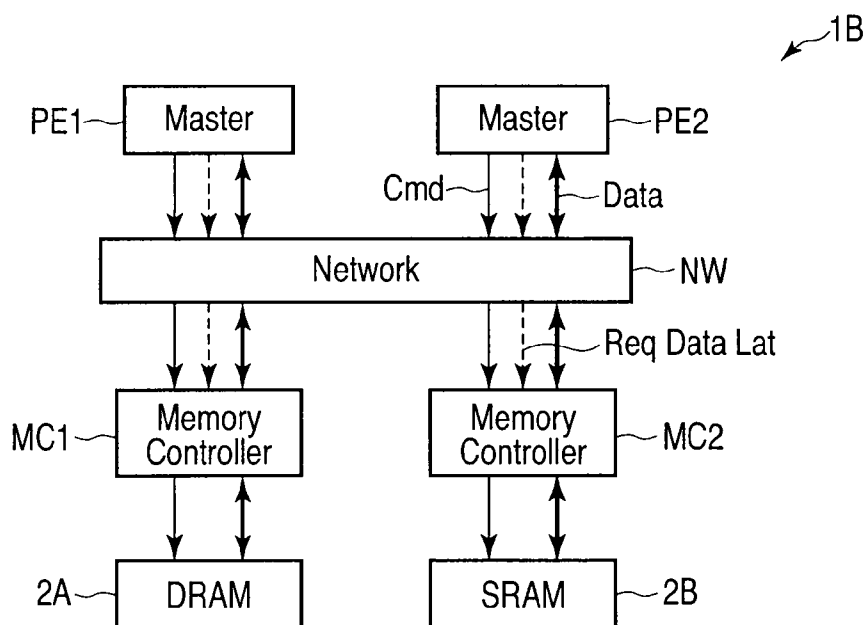 1B
PE1
Master
Master
PE2
Cmd
Data
Network
NW
Req Data Lat
MC1
Memory
Controller
Memory
Controller
MC2
2A
DRAM
SRAM
2B